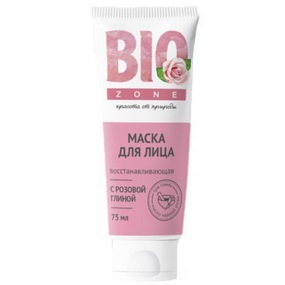 BIO
ZONE
красота от природы
МАСКА
ДЛЯ ЛИЦА
восстанавливающая
С РОЗОВОЙ
ГЛИНОЙ
75 мл